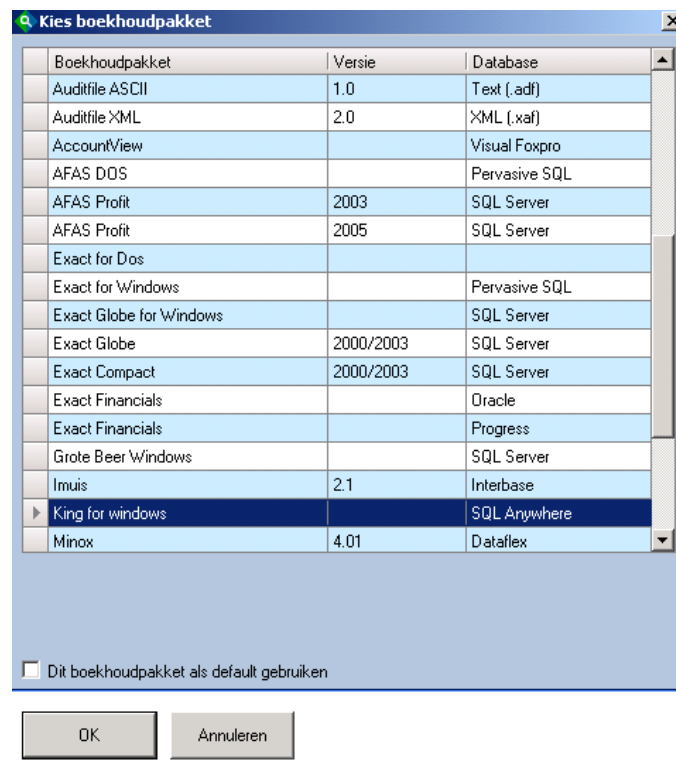 Kies boekhoudpakket
Boekhoudpakket Versie Database
Auditfile ASCII 1.0 Text (.adf)
Auditfile XML 2.0 XML (.xaf)
AccountView Visual Foxpro
AFAS DOS Pervasive SQL
AFAS Profit 2003 SQL Server
AFAS Profit 2005 SQL Server
Exact for Dos
Exact for Windows Pervasive SQL
Exact Globe for Windows SQL Server
Exact Globe 2000/2003 SQL Server
Exact Compact 2000/2003 SQL Server
Exact Financials Oracle
Exact Financials Progress
Grote Beer Windows SQL Server
Imuis 2.1 Interbase
King for windows SQL Anywhere
Minox 4.01 Dataflex
Dit boekhoudpakket als default gebruiken
OK Annuleren